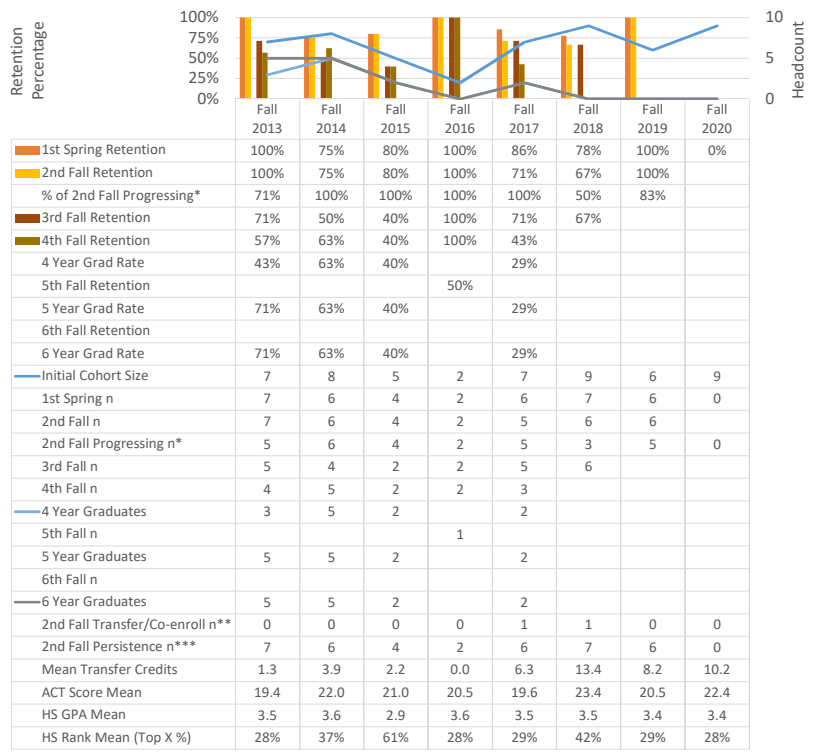 Retention
Percentage
100%
75%
50%
25%
0%
10
5
0
Headcount
Fall 2013 Fall 2014 Fall 2015 Fall 2016 Fall 2017 Fall 2018 Fall 2019 Fall 2020
1st Spring Retention 100% 75% 80% 100% 86% 78% 100% 0%
2nd Fall Retention 100% 75% 80% 100% 71% 67% 100%
% of 2nd Fall Progressing* 71% 100% 100% 100% 100% 50% 83%
3rd Fall Retention 71% 50% 40% 100% 71% 67%
4th Fall Retention 57% 63% 40% 100% 43%
4 Year Grad Rate 43% 63% 40% 29%
5th Fall Retention 50%
5 Year Grad Rate 71% 63% 40% 29%
6th Fall Retention
6 Year Grad Rate 71% 63% 40% 29%
Initial Cohort Size 7 8 5 2 7 9 6 9
1st Spring n 7 6 4 2 6 7 6 0
2nd Fall n 7 6 4 2 5 6 6
2nd Fall Progressing n* 5 6 4 2 5 3 5 0
3rd Fall n 5 4 2 2 5 6
4th Fall n 4 5 2 2 3
4 Year Graduates 3 5 2 2
5th Fall n 1
5 Year Graduates 5 5 2 2
6th Fall n
6 Year Graduates 5 5 2 2
2nd Fall Transfer/Co-enroll n** 0 0 0 0 1 1 0 0
2nd Fall Persistence n*** 7 6 4 2 6 7 6 0
Mean Transfer Credits 1.3 3.9 2.2 0.0 6.3 13.4 8.2 10.2
ACT Score Mean 19.4 22.0 21.0 20.5 19.6 23.4 20.5 22.4
HS GPA Mean 3.5 3.6 2.9 3.6 3.5 3.5 3.4 3.4
HS Rank Mean (Top X %) 28% 37% 61% 28% 29% 42% 29% 28%